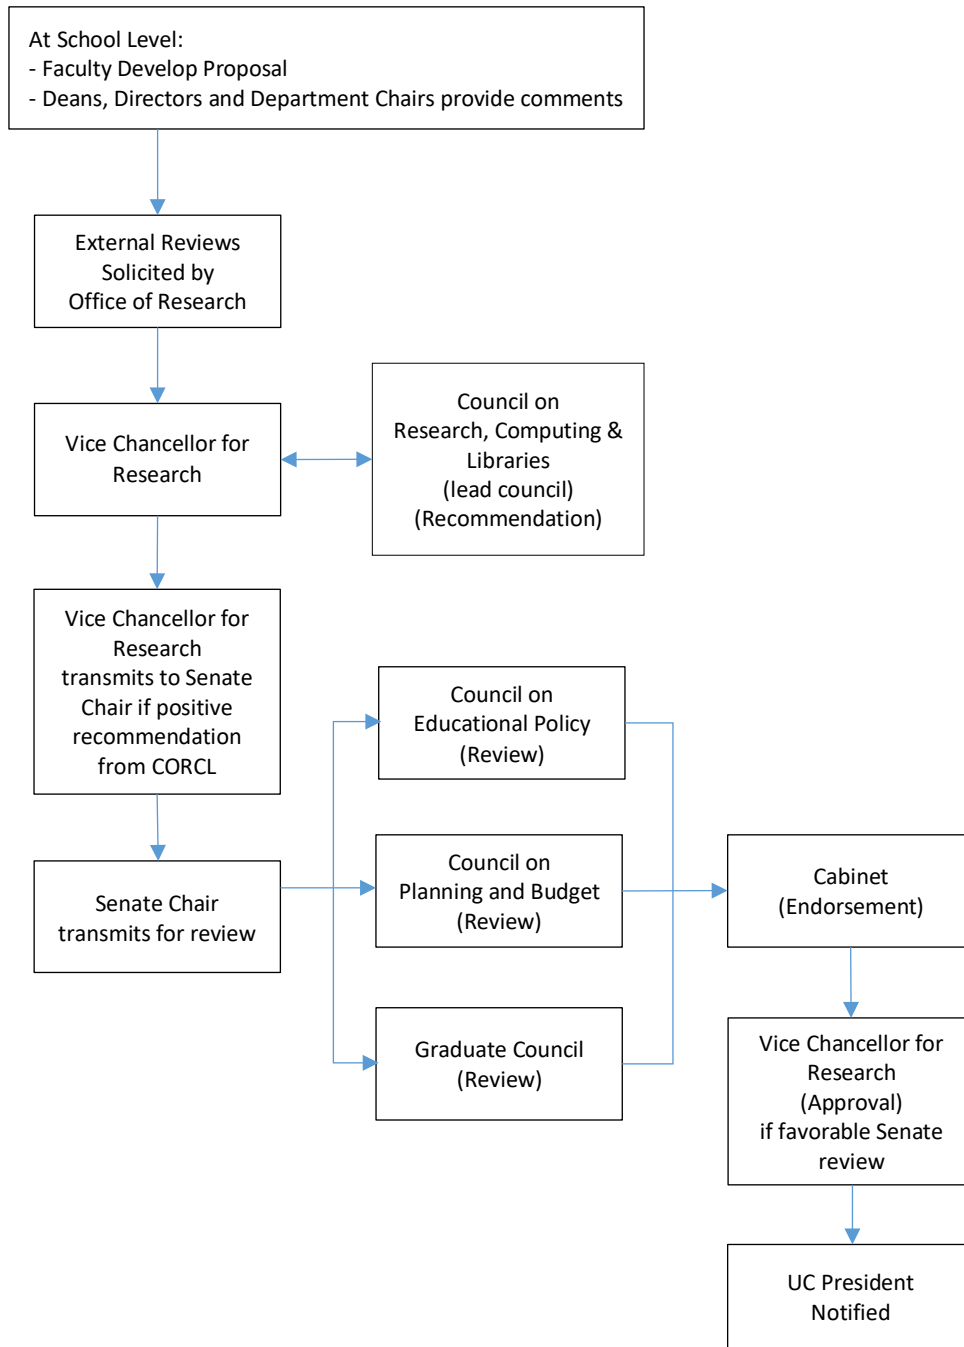 At School Level:
- Faculty Develop Proposal
- Deans, Directors and Department Chairs provide comments
External Reviews
Solicited by
Office of Research
Vice Chancellor for
Research
Council on
Research, Computing &
Libraries
(lead council)
(Recommendation)
Vice Chancellor for
Research
transmits to Senate
Chair if positive
recommendation
from CORCL
Senate Chair
transmits for review
Council on
Educational Policy
(Review)
Council on
Planning and Budget
(Review)
Graduate Council
(Review)
Cabinet
(Endorsement)
Vice Chancellor for
Research
(Approval)
if favorable Senate
review
UC President
Notified